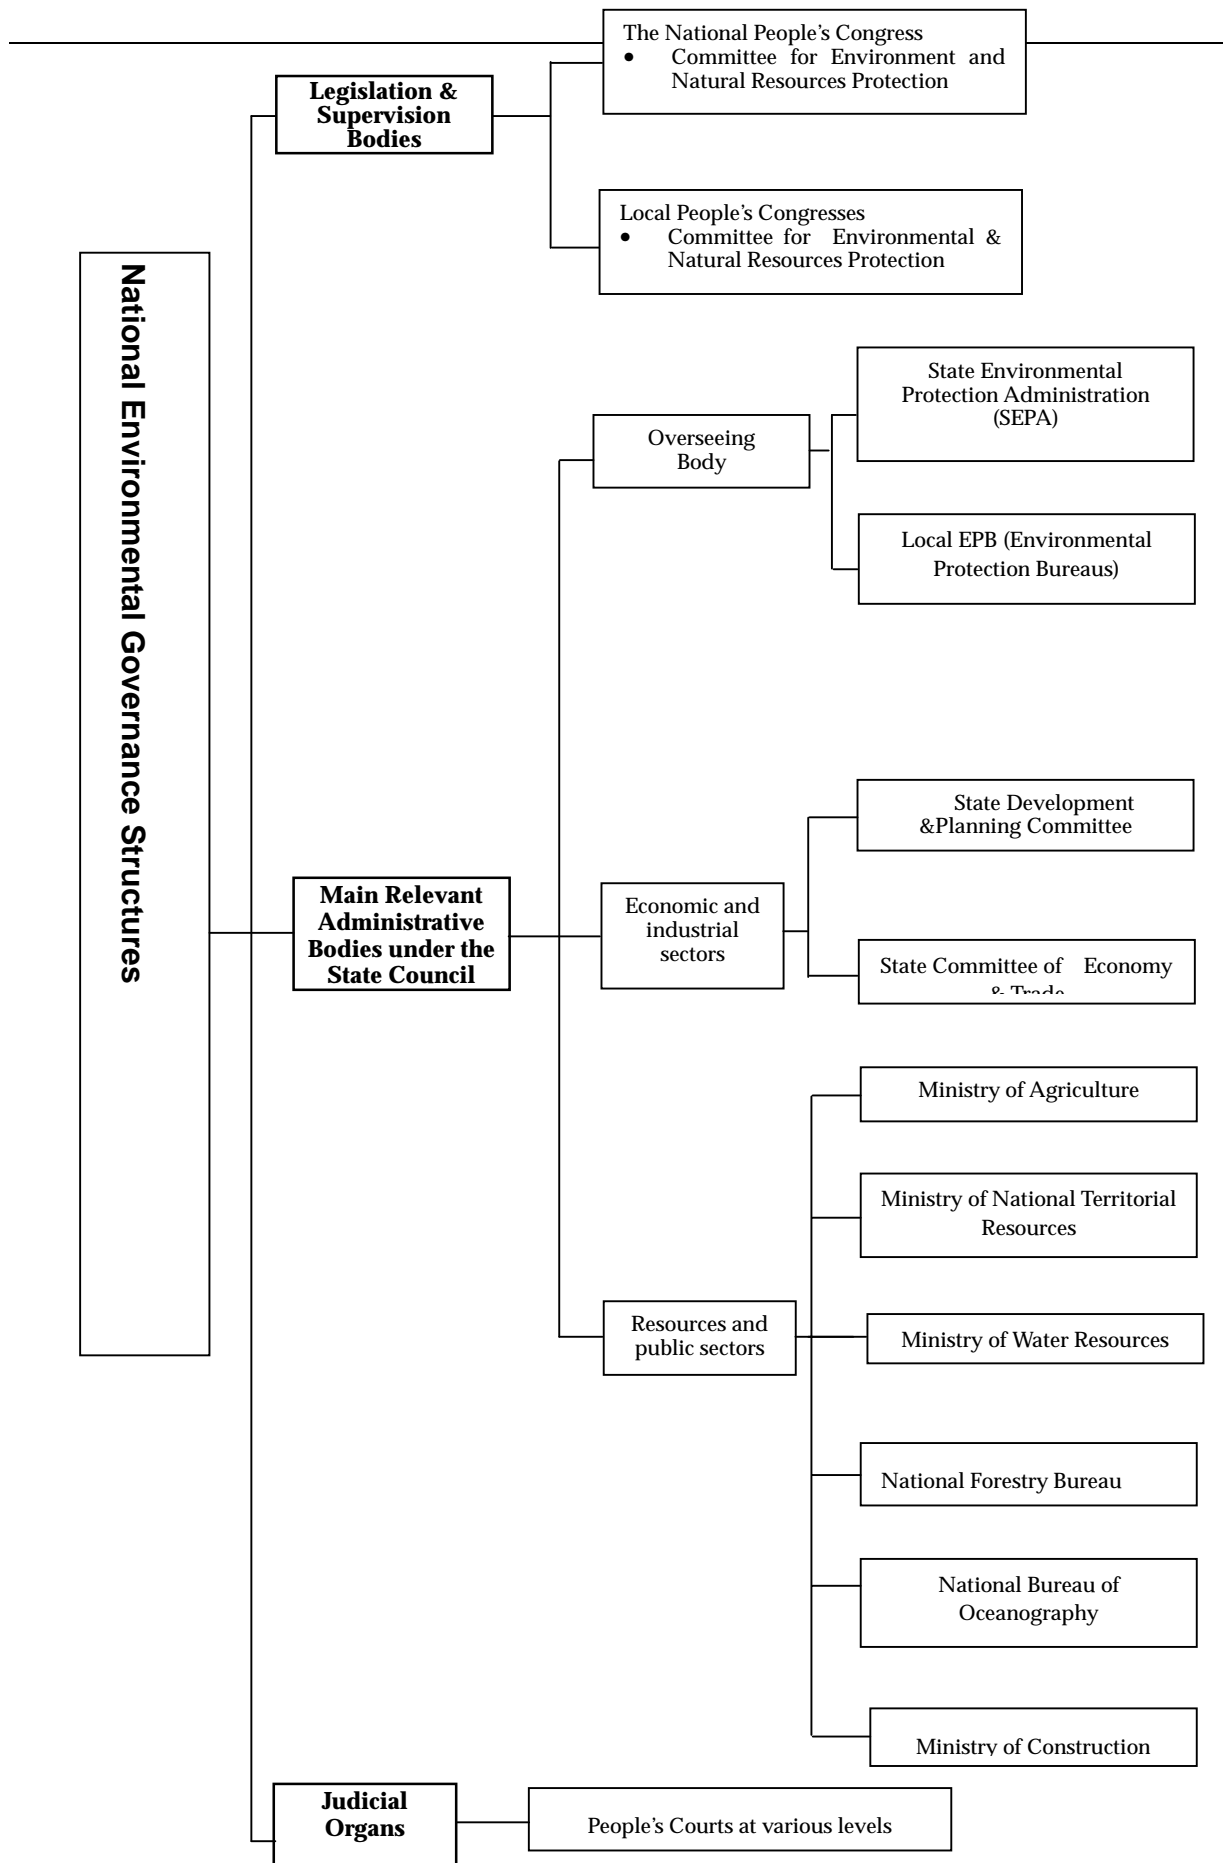 The National People's Congress
• Committee for Environment and
Natural Resources Protection
Legislation &
Supervision
Bodies
Local People's Congresses
• Committee for Environmental &
Natural Resources Protection
National Environmental Governance Structures
State Environmental
Protection Administration
(SEPA)
Overseeing
Body
Local EPB (Environmental
Protection Bureaus)
State Development
&Planning Committee
Main Relevant
Administrative
Bodies under the
State Council
Economic and
industrial
sectors
State Committee of Economy
& Trade
Ministry of Agriculture
Ministry of National Territorial
Resources
Resources and
public sectors
Ministry of Water Resources
National Forestry Bureau
National Bureau of
Oceanography
Ministry of Construction
Judicial
Organs
People's Courts at various levels